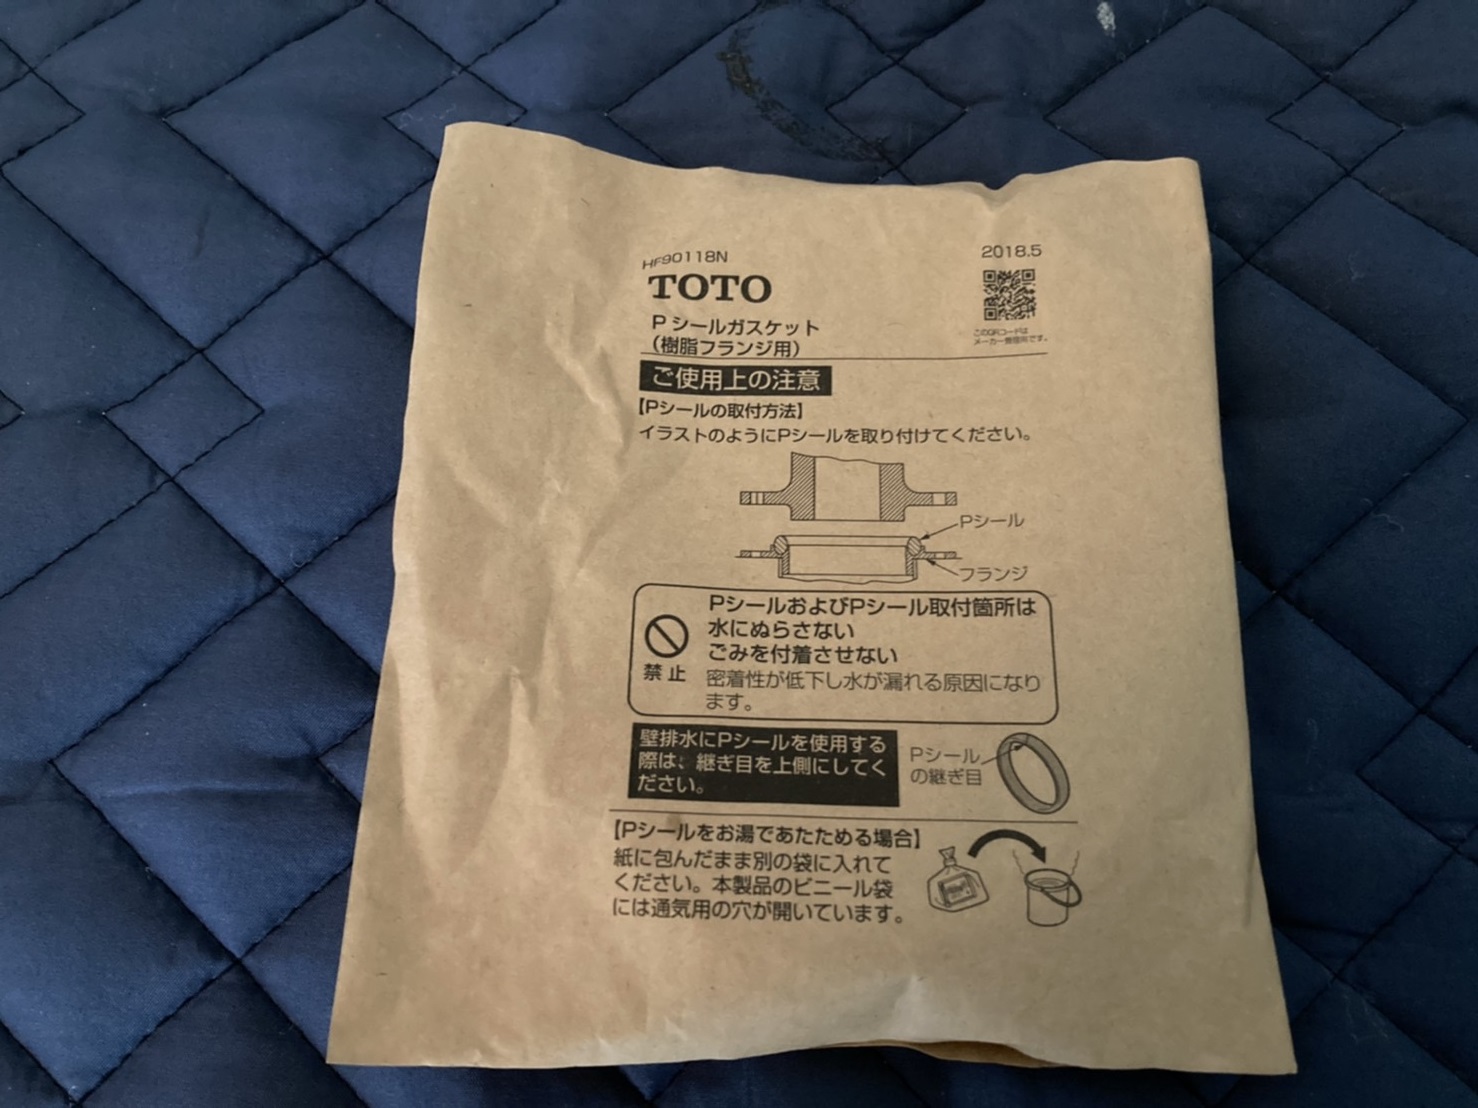 HF90118N
2018.5
TOTO
Pシールガスケット
(樹脂フランジ用)
このQRコードは
メーカー管理用です。
ご使用上の注意
【Pシールの取付方法】
イラストのようにPシールを取り付けてください。
Pシール
フランジ
PシールおよびPシール取付箇所は
水にぬらさない
ごみを付着させない
禁止
密着性が低下し水が漏れる原因になり
ます。
壁排水にPシールを使用する
際は、継ぎ目を上側にしてく
ださい。
Pシール
の継ぎ目
【Pシールをお湯であたためる場合】
紙に包んだまま別の袋に入れて
ください。本製品のビニール袋
には通気用の穴が開いています。